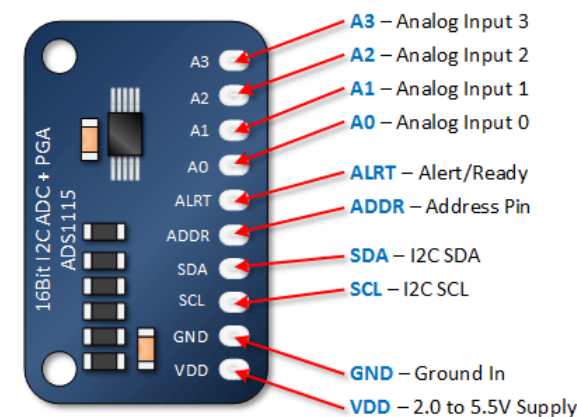 A3 – Analog Input 3
A2 – Analog Input 2
A1 – Analog Input 1
A0 – Analog Input 0
ALRT – Alert/Ready
ADDR – Address Pin
SDA – I2C SDA
SCL – I2C SCL
GND – Ground In
VDD – 2.0 to 5.5V Supply
A3
A2
A1
A0
ALRT
ADDR
SDA
SCL
GND
VDD
16Bit I2C ADC + PGA
ADS1115